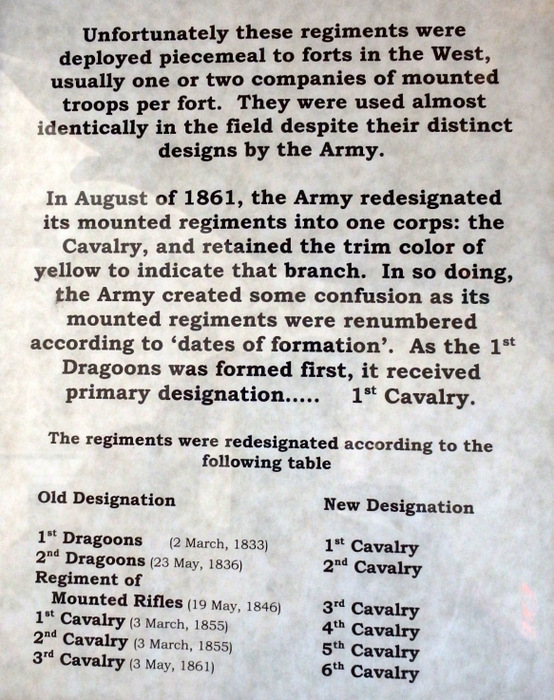 Unfortunately these regiments were
deployed piecemeal to forts in the West,
usually one or two companies of mounted
troops per fort.  They were used almost
identically in the field despite their distinct
designs by the Army.
In August of 1861, the Army redesignated
its mounted regiments into one corps: the
Cavalry, and retained the trim color of
yellow to indicate that branch.  In so doing,
the Army created some confusion as its
mounted regiments were renumbered
according to ‘dates of formation’.  As the 1st
Dragoons was formed first, it received
primary designation.....    1st Cavalry.
The regiments were redesignated according to the
following table
Old Designation    New Designation
1st Dragoons    (2 March, 1833)    1st Cavalry
2nd Dragoons (23 May, 1836)    2nd Cavalry
Regiment of
Mounted Rifles (19 May, 1846)    3rd Cavalry
1st Cavalry (3 March, 1855)    4th Cavalry
2nd Cavalry (3 March, 1855)    5th Cavalry
3rd Cavalry (3 May, 1861)    6th Cavalry